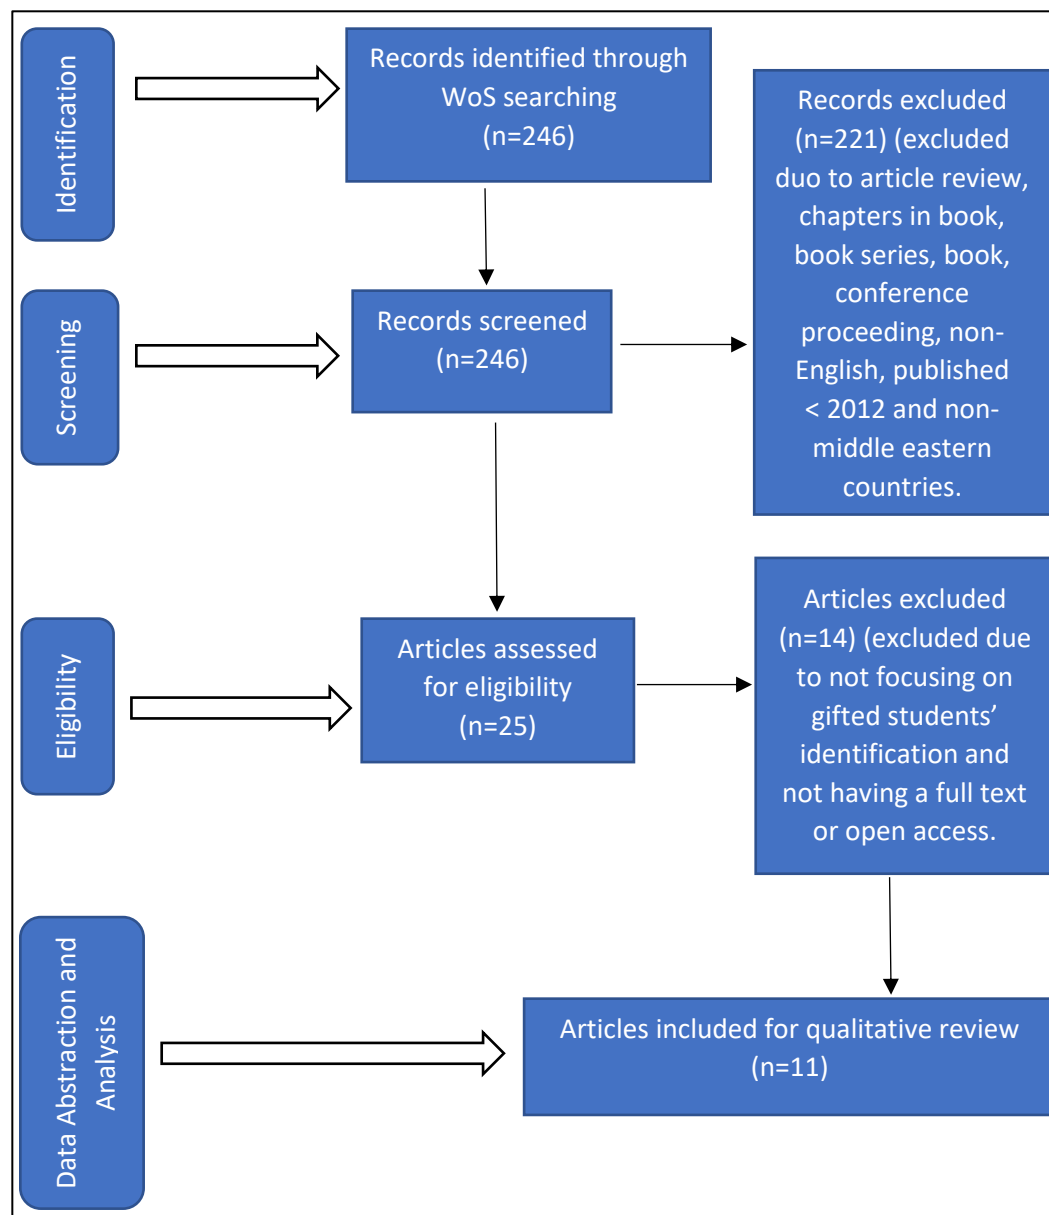 Identification
Records identified through
WoS searching
(n=246)
Records excluded
(n=221) (excluded
duo to article review,
chapters in book,
book series, book,
conference
proceeding, non-
English, published
< 2012 and non-
middle eastern
countries.
Screening
Records screened
(n=246)
Eligibility
Articles assessed
for eligibility
(n=25)
Articles excluded
(n=14) (excluded due
to not focusing on
gifted students’
identification and
not having a full text
or open access.
Data Abstraction and
Analysis
Articles included for qualitative review
(n=11)